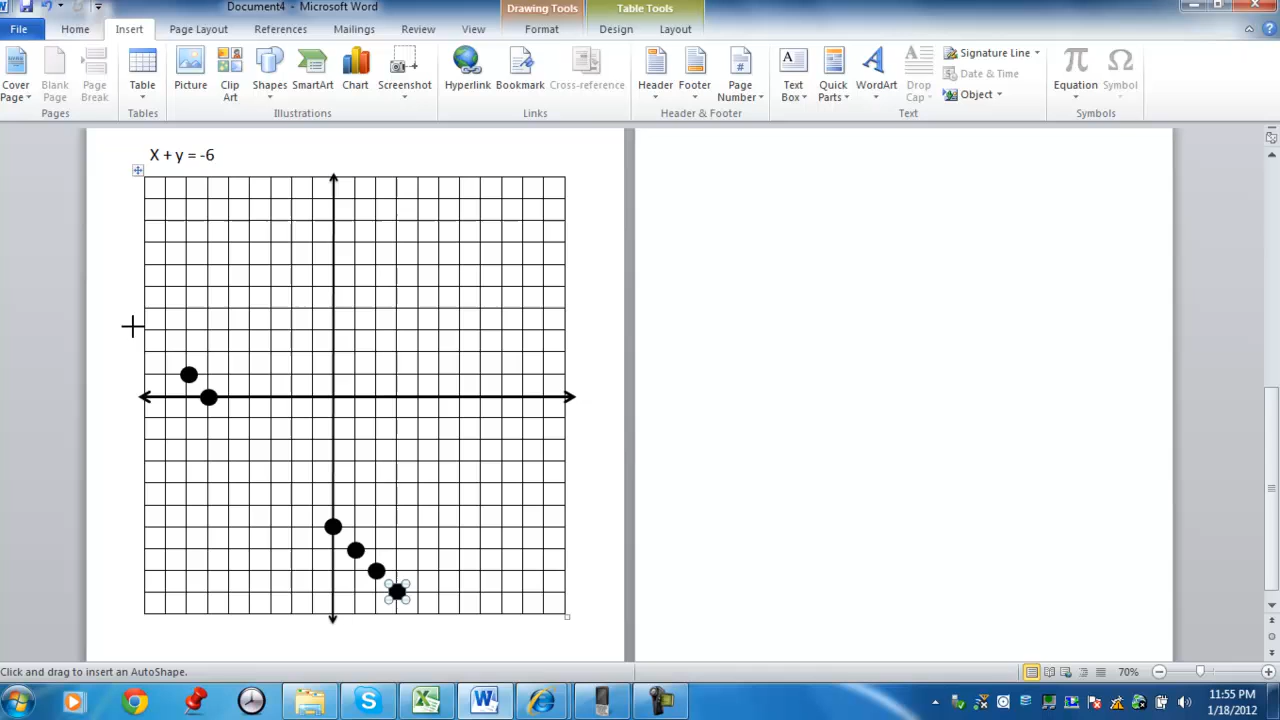 Document4 - Microsoft Word
Drawing Tools
Table Tools
File
Home
Insert
Page Layout
References
Mailings
Review
View
Format
Design
Layout
Cover Page
Blank Page
Page Break
Table
Picture
Clip Art
Shapes
SmartArt
Chart
Screenshot
Hyperlink
Bookmark
Cross-reference
Header
Footer
Page Number
Text Box
Quick Parts
WordArt
Drop Cap
Signature Line
Date & Time
Object
Equation
Symbol
Pages
Tables
Illustrations
Links
Header & Footer
Text
Symbols
X + y = -6
Click and drag to insert an AutoShape.
70%
11:55 PM
1/18/2012